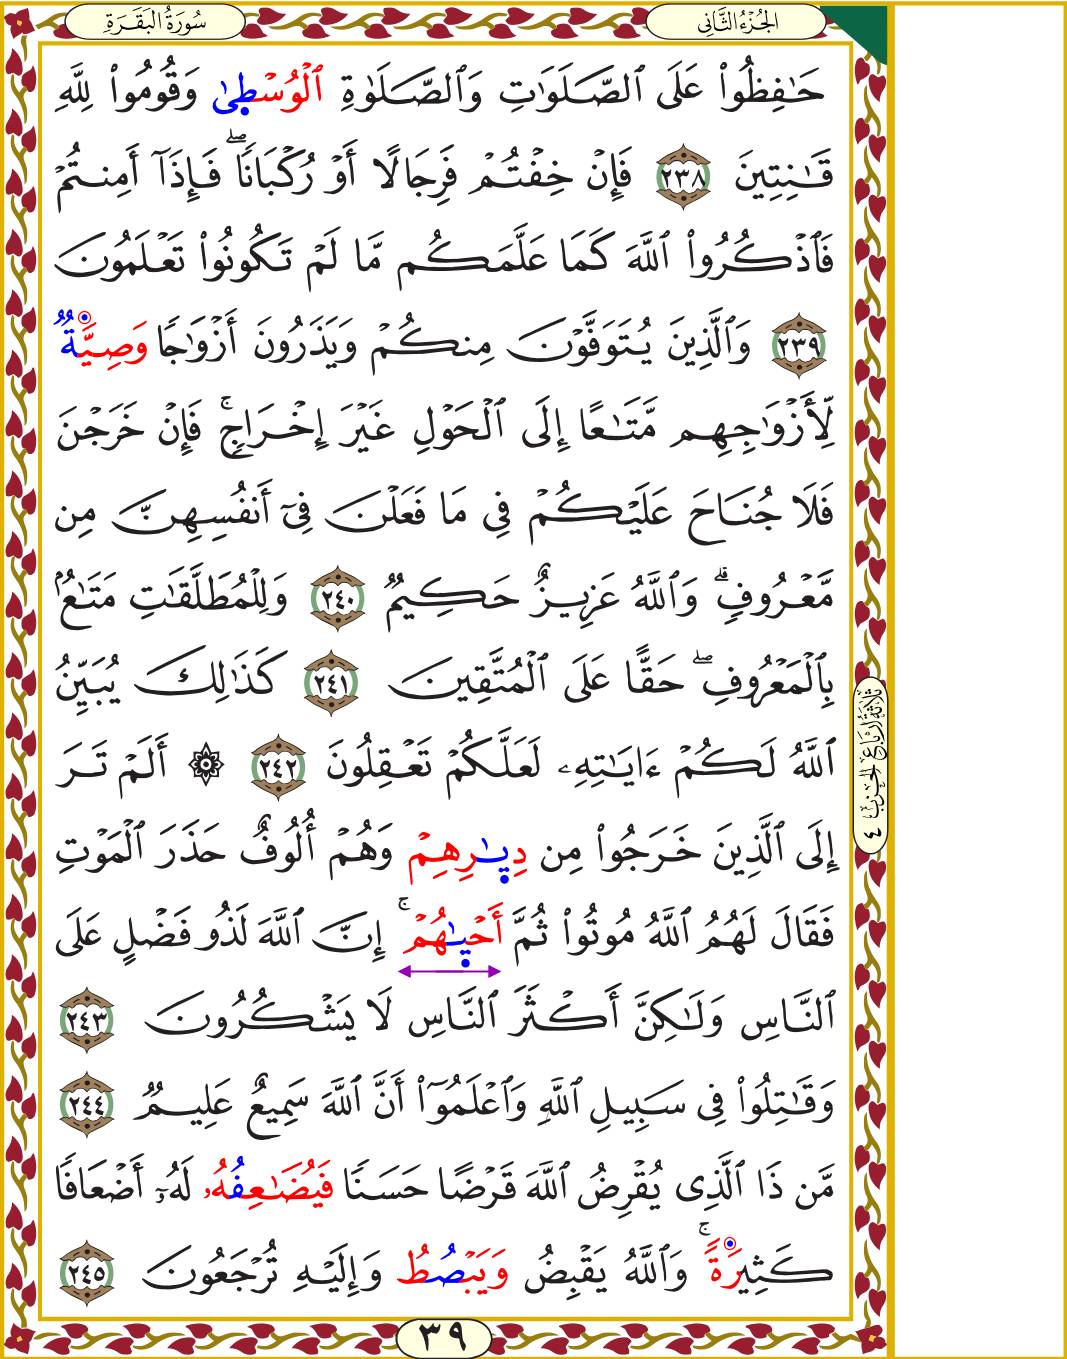 سُورَةُ البَقَرَةِ
الجُزْءُ الثَّانِى
حَـٰفِظُوا۟ عَلَى ٱلصَّلَوَٰتِ وَٱلصَّلَوٰةِ ٱلْوُسْطِىٰ وَقُومُوا۟ لِلَّهِ
قَـٰنِتِينَ ٢٣٨ فَإِنْ خِفْتُمْ فَرِجَالًا أَوْ رُكْبَانًاۖ فَإِذَآ أَمِنتُمْ
فَٱذْكُرُوا۟ ٱللَّهَ كَمَا عَلَّمَكُم مَّا لَمْ تَكُونُوا۟ تَعْلَمُونَ
٢٣٩ وَٱلَّذِينَ يُتَوَفَّوْنَ مِنكُمْ وَيَذَرُونَ أَزْوَٰجًا وَصِيَّةٌ
لِّأَزْوَٰجِهِم مَّتَـٰعًا إِلَى ٱلْحَوْلِ غَيْرَ إِخْرَاجٍۚ فَإِنْ خَرَجْنَ
فَلَا جُنَاحَ عَلَيْكُمْ فِى مَا فَعَلْنَ فِىٓ أَنفُسِهِنَّ مِن
مَّعْرُوفٍۗ وَٱللَّهُ عَزِيزٌ حَكِيمٌ ٢٤٠ وَلِلْمُطَلَّقَـٰتِ مَتَـٰعٌۢ
بِٱلْمَعْرُوفِۖ حَقًّا عَلَى ٱلْمُتَّقِينَ ٢٤١ كَذَٰلِكَ يُبَيِّنُ
ٱللَّهُ لَكُمْ ءَايَـٰتِهِۦ لَعَلَّكُمْ تَعْقِلُونَ ٢٤٢ ۞ أَلَمْ تَرَ
إِلَى ٱلَّذِينَ خَرَجُوا۟ مِن دِيَـٰرِهِمْ وَهُمْ أُلُوفٌ حَذَرَ ٱلْمَوْتِ
فَقَالَ لَهُمُ ٱللَّهُ مُوتُوا۟ ثُمَّ أَحْيَـٰهُمْۚ إِنَّ ٱللَّهَ لَذُو فَضْلٍ عَلَى
ٱلنَّاسِ وَلَـٰكِنَّ أَكْثَرَ ٱلنَّاسِ لَا يَشْكُرُونَ ٢٤٣
وَقَـٰتِلُوا۟ فِى سَبِيلِ ٱللَّهِ وَٱعْلَمُوٓا۟ أَنَّ ٱللَّهَ سَمِيعٌ عَلِيمٌ ٢٤٤
مَّن ذَا ٱلَّذِى يُقْرِضُ ٱللَّهَ قَرْضًا حَسَنًا فَيُضَـٰعِفُهُۥ لَهُۥٓ أَضْعَافًا
كَثِيرَةًۚ وَٱللَّهُ يَقْبِضُ وَيَبْصُطُ وَإِلَيْهِ تُرْجَعُونَ ٢٤٥
ثَلَاثَةُ أَرْبَاعِ الحِزْبِ ٤
٣٩